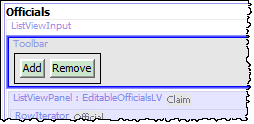 Officials
ListViewInput
Toolbar
Add Remove
ListViewPanel : EditableOfficialsLV Claim
RowIterator Official